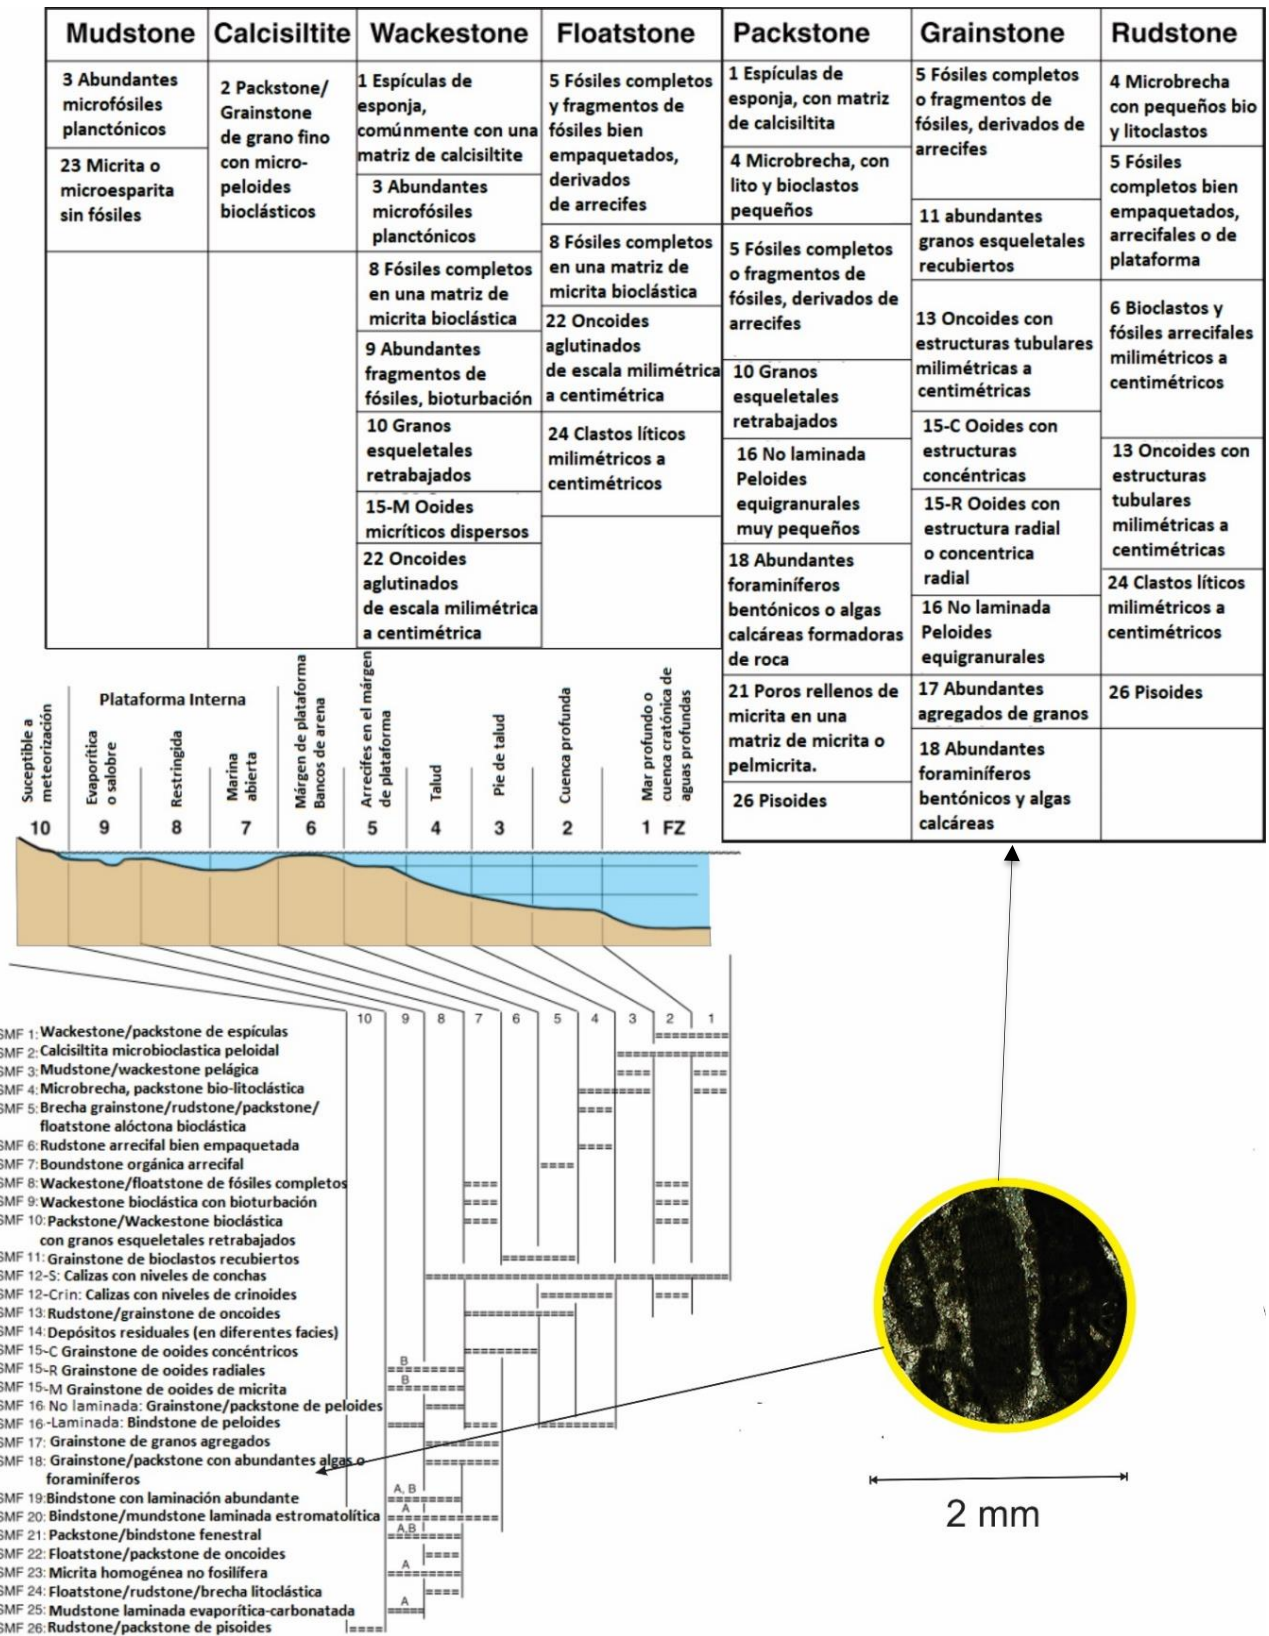 Mudstone
3 Abundantes
microfósiles
planctónicos
23 Micrita o
microesparita
sin fósiles
Calcisiltite
2 Packstone/
Grainstone
de grano fino
con micro-
peloides
bioclásticos
Wackestone
1 Espículas de
esponja,
comúnmente con una
matriz de calcisiltite
3 Abundantes
microfósiles
planctónicos
8 Fósiles completos
en una matriz de
micrita bioclástica
9 Abundantes
fragmentos de
fósiles, bioturbación
10 Granos
esqueletales
retrabajados
15-M Ooides
micríticos dispersos
22 Oncoides
aglutinados
de escala milimétrica
a centimétrica
Floatstone
5 Fósiles completos
y fragmentos de
fósiles bien
empaquetados,
derivados
de arrecifes
8 Fósiles completos
en una matriz de
micrita bioclástica
22 Oncoides
aglutinados
de escala milimétrica
a centimétrica
24 Clastos líticos
milimétricos a
centimétricos
Packstone
1 Espículas de
esponja, con matriz
de calcisiltita
4 Microbrecha, con
lito y bioclastos
pequeños
5 Fósiles completos
o fragmentos de
fósiles, derivados de
arrecifes
10 Granos
esqueletales
retrabajados
16 No laminada
Peloides
equigranurales
muy pequeños
18 Abundantes
foraminíferos
bentónicos o algas
calcáreas formadoras
de roca
21 Poros rellenos de
micrita en una
matriz de micrita o
pelmicrita.
26 Pisoides
Grainstone
5 Fósiles completos
o fragmentos de
fósiles, derivados de
arrecifes
11 abundantes
granos esqueletales
recubiertos
13 Oncoides con
estructuras tubulares
milimétricas a
centimétricas
15-C Ooides con
estructuras
concéntricas
15-R Ooides con
estructura radial
o concentrica
radial
16 No laminada
Peloides
equigranurales
17 Abundantes
agregados de granos
18 Abundantes
foraminíferos
bentónicos y algas
calcáreas
Rudstone
4 Microbrecha
con pequeños bio
y litoclastos
5 Fósiles
completos bien
empaquetados,
arrecifales o de
plataforma
6 Bioclastos y
fósiles arrecifales
milimétricos a
centimétricos
13 Oncoides con
estructuras
tubulares
milimétricas a
centimétricas
24 Clastos líticos
milimétricos a
centimétricos
26 Pisoides
Plataforma Interna
Suceptible a
meteorización
Evaporítica
o salobre
Restringida
Marina
abierta
Márgen de plataforma
Bancos de arena
Arrecifes en el márgen
de plataforma
Talud
Pie de talud
Cuenca profunda
Mar profundo o
cuenca cratónica de
aguas profundas
10 9 8 7 6 5 4 3 2 1 FZ
10 9 8 7 6 5 4 3 2 1
SMF 1: Wackestone/packstone de espículas
SMF 2: Calcisiltita microbioclastica peloidal
SMF 3: Mudstone/wackestone pelágica
SMF 4: Microbrecha, packstone bio-litoclástica
SMF 5: Brecha grainstone/rudstone/packstone/
floatstone alóctona bioclástica
SMF 6: Rudstone arrecifal bien empaquetada
SMF 7: Boundstone orgánica arrecifal
SMF 8: Wackestone/floatstone de fósiles completos
SMF 9: Wackestone bioclástica con bioturbación
SMF 10: Packstone/Wackestone bioclástica
con granos esqueletales retrabajados
SMF 11: Grainstone de bioclastos recubiertos
SMF 12-S: Calizas con niveles de conchas
SMF 12-Crin: Calizas con niveles de crinoides
SMF 13: Rudstone/grainstone de oncoides
SMF 14: Depósitos residuales (en diferentes facies)
SMF 15-C Grainstone de ooides concéntricos
B
SMF 15-R Grainstone de ooides radiales
B
SMF 15-M Grainstone de ooides de micrita
SMF 16 No laminada: Grainstone/packstone de peloides
SMF 16 -Laminada: Bindstone de peloides
SMF 17: Grainstone de granos agregados
SMF 18: Grainstone/packstone con abundantes algas o
foraminíferos
A, B
SMF 19: Bindstone con laminación abundante
A
SMF 20: Bindstone/mundstone laminada estromatolítica
A,B
SMF 21: Packstone/bindstone fenestral
SMF 22: Floatstone/packstone de oncoides
A
SMF 23: Micrita homogénea no fosilífera
SMF 24: Floatstone/rudstone/brecha litoclástica
A
SMF 25: Mudstone laminada evaporítica-carbonatada
SMF 26: Rudstone/packstone de pisoides
2 mm